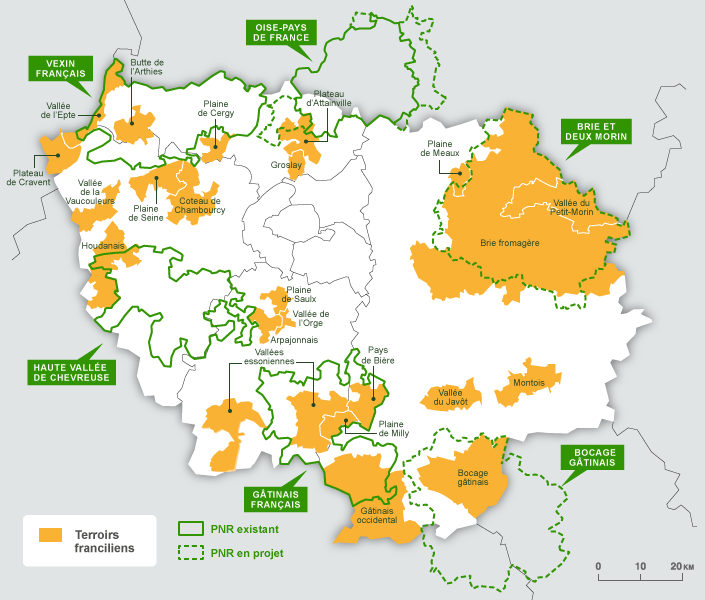 OISE-PAYS
DE FRANCE
VEXIN
FRANÇAIS
Butte de
l'Arthies
Vallée
de l'Epte
Plaine
de Cergy
Plateau
d'Attainville
BRIE ET
DEUX MORIN
Plaine
de Meaux
Groslay
Plateau
de Cravent
Vallée
de la
Vaucouleurs
Plaine
de Seine
Coteau de
Chambourcy
Vallée du
Petit-Morin
Brie fromagère
Houdanais
Plaine
de Saulx
Vallée de
l'Orge
Arpajonnais
Vallées
essoniennes
Pays
de Bière
HAUTE VALLÉE
DE CHEVREUSE
Vallée
du Javôt
Montois
Plaine
de Milly
BOCAGE
GÂTINAIS
Bocage
gâtinais
GÂTINAIS
FRANÇAIS
Gâtinais
occidental
Terroirs
franciliens
PNR existant
PNR en projet
0 10 20 KM